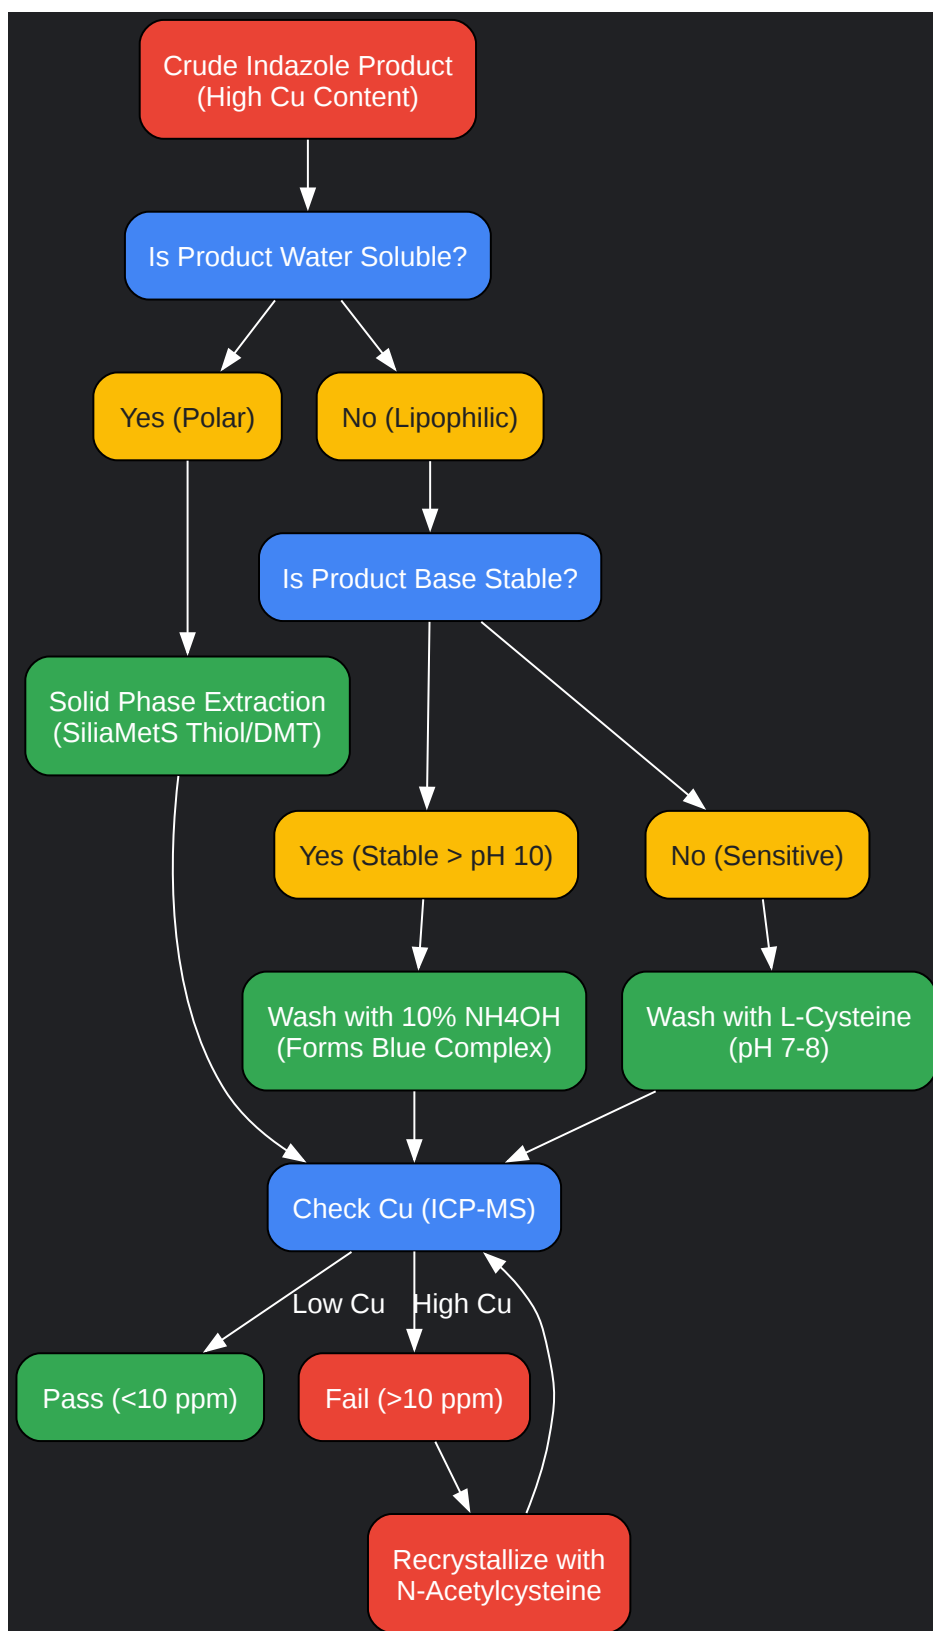 Crude Indazole Product
(High Cu Content)
Is Product Water Soluble?
Yes (Polar)
No (Lipophilic)
Is Product Base Stable?
Solid Phase Extraction
(SiliaMetS Thiol/DMT)
Yes (Stable > pH 10)
No (Sensitive)
Wash with 10% NH4OH
(Forms Blue Complex)
Wash with L-Cysteine
(pH 7-8)
Check Cu (ICP-MS)
Low Cu
High Cu
Pass (<10 ppm)
Fail (>10 ppm)
Recrystallize with
N-Acetylcysteine